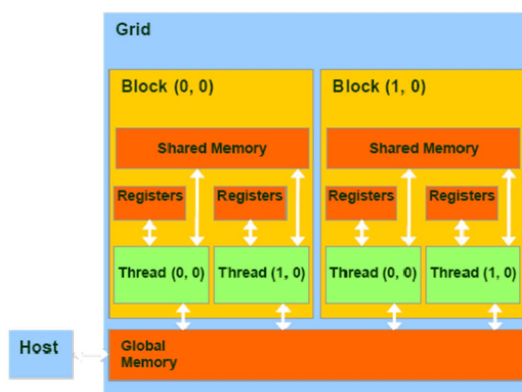 Grid
Block (0, 0)
Block (1, 0)
Shared Memory
Shared Memory
Registers
Registers
Registers
Registers
Thread (0, 0)
Thread (1, 0)
Thread (0, 0)
Thread (1, 0)
Host
Global
Memory